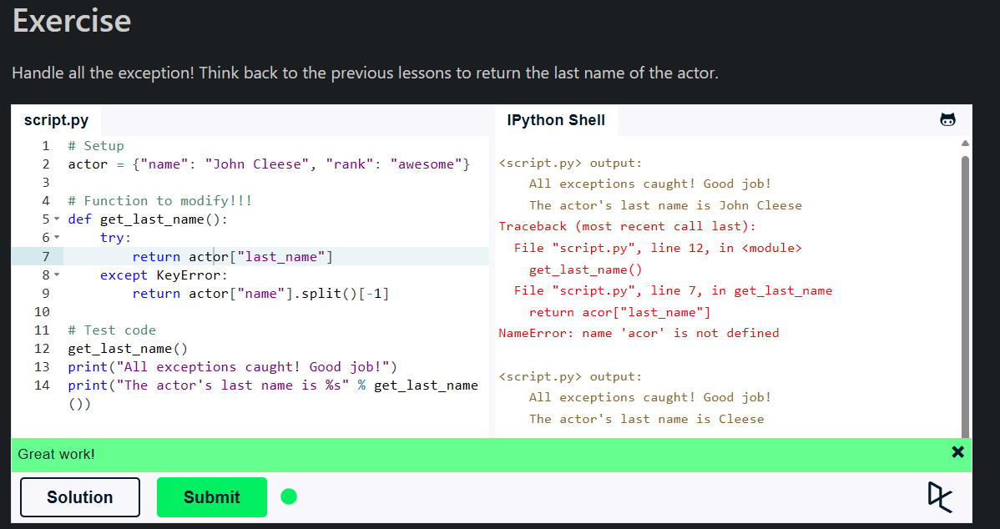 Exercise
Handle all the exception! Think back to the previous lessons to return the last name of the actor.
script.py
1 # Setup
2 actor = {"name": "John Cleese", "rank": "awesome"}
3
4 # Function to modify!!!
5 def get_last_name():
6     try:
7         return actor["last_name"]
8     except KeyError:
9         return actor["name"].split()[-1]
10
11 # Test code
12 get_last_name()
13 print("All exceptions caught! Good job!")
14 print("The actor's last name is %s" % get_last_name
())
IPython Shell
<script.py> output:
    All exceptions caught! Good job!
    The actor's last name is John Cleese
Traceback (most recent call last):
  File "script.py", line 12, in <module>
    get_last_name()
  File "script.py", line 7, in get_last_name
    return acor["last_name"]
NameError: name 'acor' is not defined
<script.py> output:
    All exceptions caught! Good job!
    The actor's last name is Cleese
Great work!
Solution
Submit